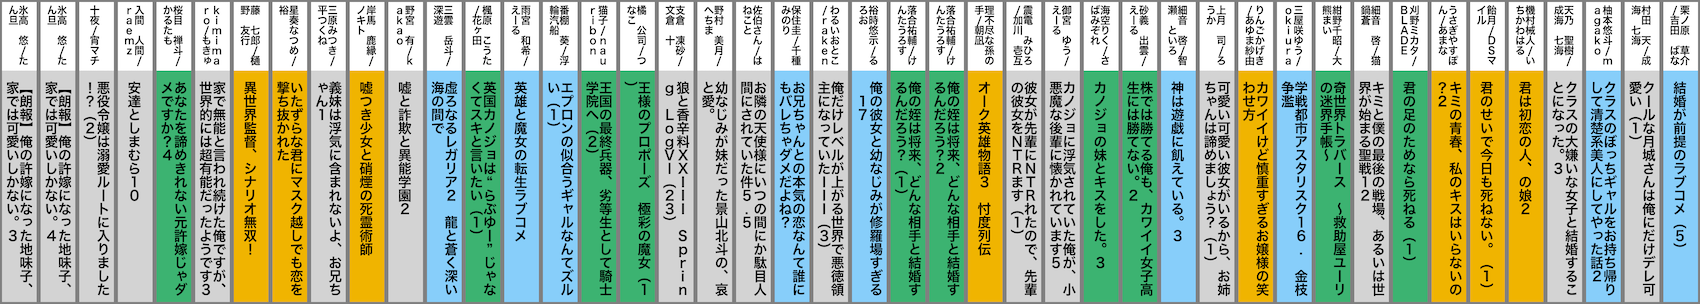 栗ノ原 草介
/吉田 ばな
結婚が前提のラブコメ (5)
村田 天/成
海 七海
クールな月城さんは俺にだけデレ可
愛い (1)
天乃 聖樹/
成海 七海
クラスの大嫌いな女子と結婚するこ
とになった。3
柚本悠斗/m
agako
クラスのぼっちギャルをお持ち帰り
して清楚系美人にしてやった話2
機村械人/い
ちかわはる
君は初恋の人、の娘2
飴月/DSマ
イル
君のせいで今日も死ねない。 (1)
うさぎやすぽ
ん/あまな
キミの青春、私のキスはいらないの
?2
刈野ミカタ/
BLADE
君の足のためなら死ねる (1)
細音 啓/猫
鍋蒼
キミと僕の最後の戦場、あるいは世
界が始まる聖戦12
紺野千昭/大
熊まい
奇世界トラバース ~救助屋ユーリ
の迷界手帳~
三屋咲ゆう/
okiura
学戦都市アスタリスク16. 金枝
争濫
りんごかげき
/あゆま紗由
カワイイけど慎重すぎるお嬢様の笑
わせ方
上月 司/ろ
うか
可愛い可愛い彼女がいるから、お姉
ちゃんは諦めましょう? (1)
細音 啓/智
瀬 といろ
神は遊戯に飢えている。3
砂義 出雲/
えーる
株では勝てる俺も、カワイイ女子高
生には勝てない。2
海空りく/さ
ばみぞれ
カノジョの妹とキスをした。3
御宮 ゆう/
えーる
カノジョに浮気されていた俺が、小
悪魔な後輩に懐かれています5
震電 みひろ
/加川 壱互
彼女が先輩にNTRれたので、先輩
の彼女をNTRます (1)
理不尽な孫の
手/朝凪
オーク英雄物語3 忖度列伝
落合祐輔/け
んたうろす
俺の姪は将来、どんな相手と結婚す
るんだろう?2
落合祐輔/け
んたうろす
俺の姪は将来、どんな相手と結婚す
るんだろう? (1)
裕時悠示/る
ろお
俺の彼女と幼なじみが修羅場すぎる
17
わるいおとこ
/raken
俺だけレベルが上がる世界で悪徳領
主になっていたIII (3)
保住圭/千種
みのり
お兄ちゃんとの本気の恋なんて誰に
もバレちゃダメだよね?
佐伯さん/は
ねこと
お隣の天使様にいつの間にか駄目人
間にされていた件5.5
野村 美月/
へちま
幼なじみが妹だった景山北斗の、哀
と愛。
支倉 凍砂/
文倉 十
狼と香辛料XXIII Sprin
g LogVI (23)
橘 公司/つ
なこ
王様のプロポーズ 極彩の魔女 (1
)
猫子/nau
ribon
王国の最終兵器、劣等生として騎士
学院へ (2)
番棚 葵/浮
輪汽船
エプロンの似合うギャルなんてズル
い (1)
雨宮 和希/
えーる
英雄と魔女の転生ラブコメ
梶原 こうた
/花ヶ田
英国カノジョは“らぶゆー”じゃな
くてスキと言いたい (1)
三雲 岳斗/
深遊
虚ろなるレガリア2 龍と蒼く深い
海の間で
野宮 有/k
akao
嘘と詐欺と異能学園2
岸馬 鹿縁/
ノキト
嘘つき少女と硝煙の死霊術師
星奏なつめ/
裕
いたずらな君にマスク越しでも恋を
撃ち抜かれた
三原みつき/
平つくね
義妹は浮気に含まれないよ、お兄ち
ゃん1
藤 七郎/樋
野 友行
異世界監督、シナリオ無双!
kimima
ro/もきゅ
家で無能と言われ続けた俺ですが、
世界的には超有能だったようです3
桜目 禅斗/
かるたも
あなたを諦めきれない元許嫁じゃダ
メですか?4
入間 人間/
raemz
安達としまむら10
十夜/宵マチ
悪役令嬢は溺愛ルートに入りました
!? (2)
氷高 悠/た
ん旦
【朗報】俺の許嫁になった地味子、
家では可愛いしかない。4
氷高 悠/た
ん旦
【朗報】俺の許嫁になった地味子、
家では可愛いしかない。3